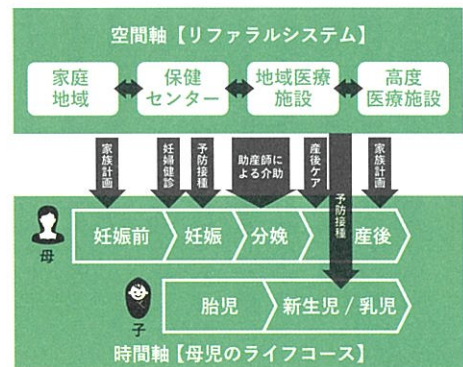 空間軸【リファラルシステム】
家庭
地域
保健
センター
地域医療
施設
高度
医療施設
家族計画
妊婦健診
予防接種
助産師に
よる介助
産後ケア
予防接種
家族計画
母
妊娠前
妊娠
分娩
産後
子
胎児
新生児 / 乳児
時間軸【母児のライフコース】